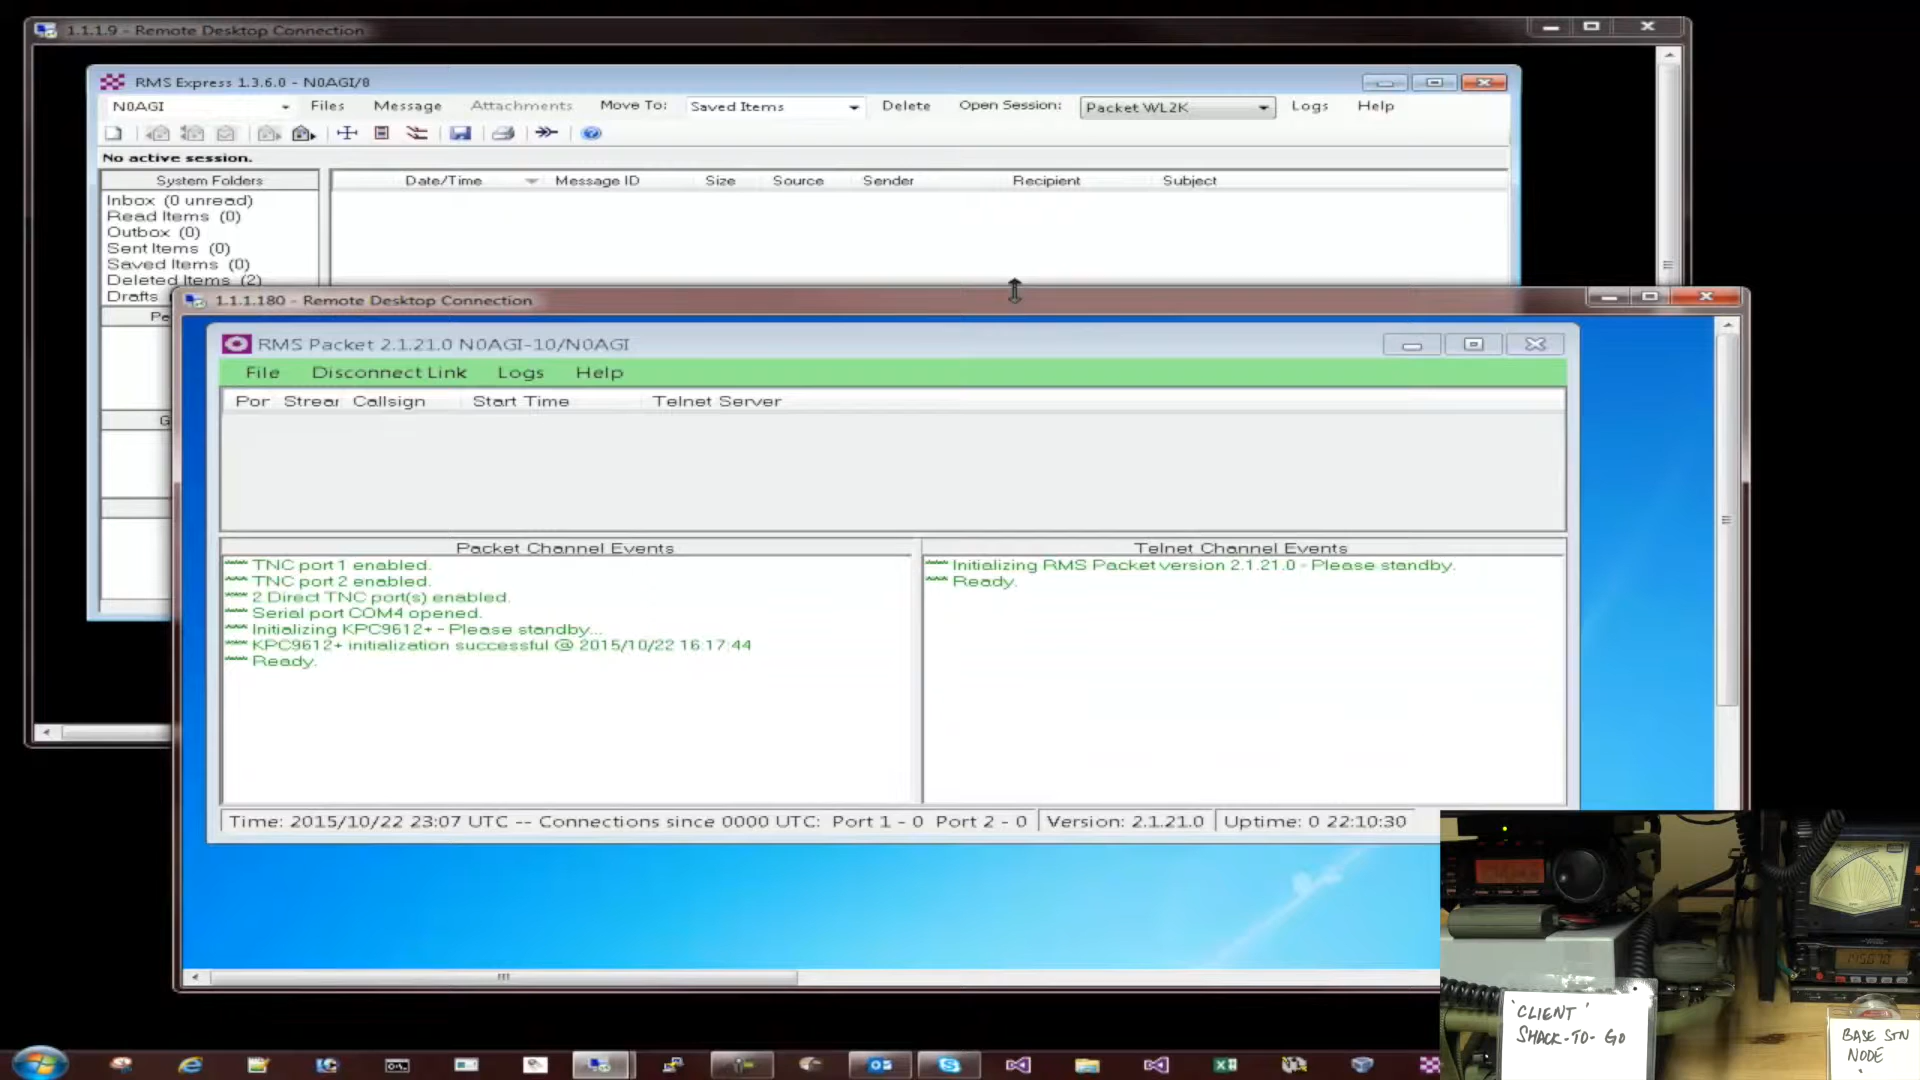 1.1.1.9 - Remote Desktop Connection
RMS Express 1.3.6.0 - N0AGI/8
N0AGI Files Message Attachments Move To: Saved Items Delete Open Session: Packet WL2K Logs Help
No active session.
System Folders Date/Time Message ID Size Source Sender Recipient Subject
Inbox (0 unread)
Read Items (0)
Outbox (0)
Sent Items (0)
Saved Items (0)
Deleted Items (2)
Drafts
1.1.1.180 - Remote Desktop Connection
RMS Packet 2.1.21.0 N0AGI-10/N0AGI
File Disconnect Link Logs Help
Por Strear Callsign Start Time Telnet Server
Packet Channel Events
*** TNC port 1 enabled.
*** TNC port 2 enabled.
*** 2 Direct TNC port(s) enabled.
*** Serial port COM4 opened.
*** Initializing KPC9612+ - Please standby...
*** KPC9612+ initialization successful @ 2015/10/22 16:17:44
*** Ready.
Telnet Channel Events
*** Initializing RMS Packet version 2.1.21.0 - Please standby.
*** Ready.
Time: 2015/10/22 23:07 UTC -- Connections since 0000 UTC: Port 1 - 0 Port 2 - 0 Version: 2.1.21.0 Uptime: 0 22:10:30
'CLIENT'
SHACK-TO-GO
BASE STN
NODE